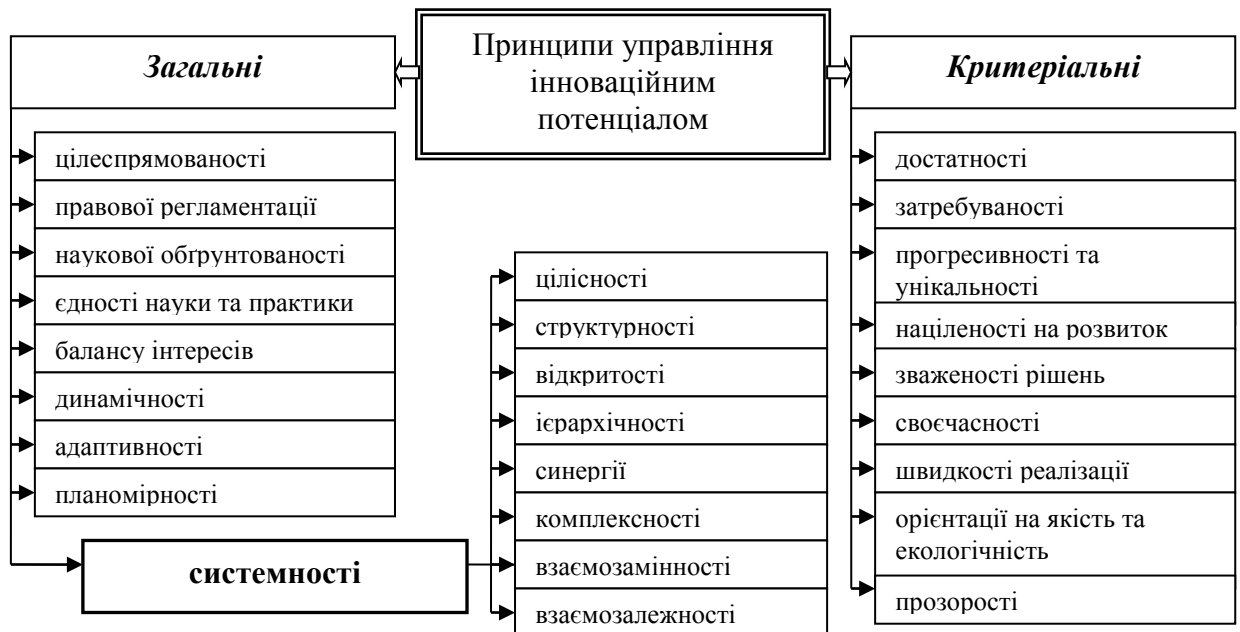 Принципи управління
інноваційним
потенціалом
Загальні
цілеспрямованості
правової регламентації
наукової обґрунтованості
єдності науки та практики
балансу інтересів
динамічності
адаптивності
планомірності
системності
цілісності
структурності
відкритості
ієрархічності
синергії
комплексності
взаємозамінності
взаємозалежності
Критеріальні
достатності
затребуваності
прогресивності та
унікальності
націленості на розвиток
зваженості рішень
своєчасності
швидкості реалізації
орієнтації на якість та
екологічність
прозорості